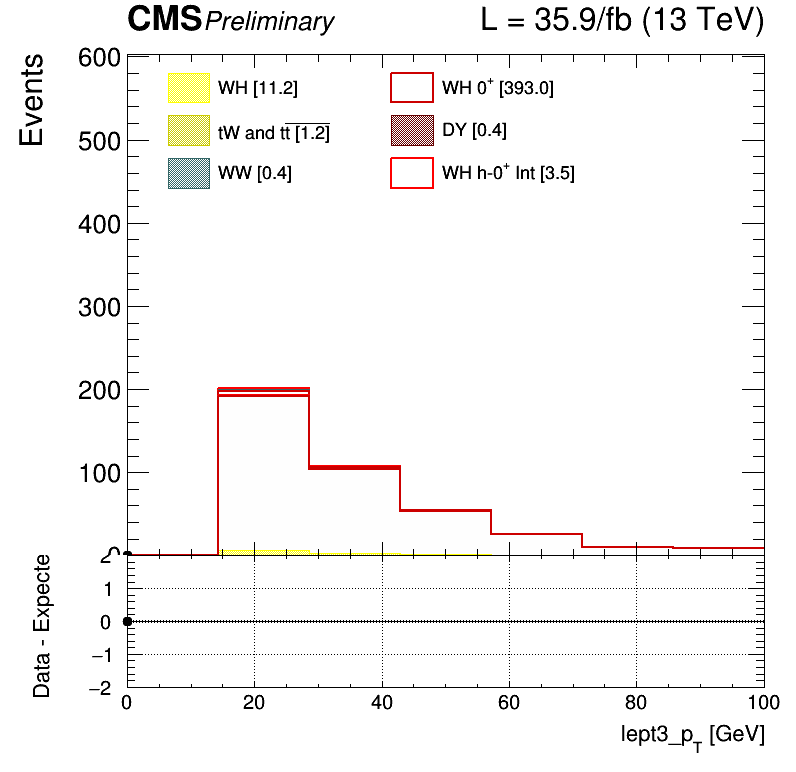 CMS Preliminary L = 35.9/fb (13 TeV)
Events
600
500
400
300
200
100
WH [11.2]
WH 0⁺ [393.0]
tW and tt [1.2]
DY [0.4]
WW [0.4]
WH h-0⁺ Int [3.5]
Data - Expecte
2
1
0
−1
−2
0 20 40 60 80 100
lept3_p_T [GeV]